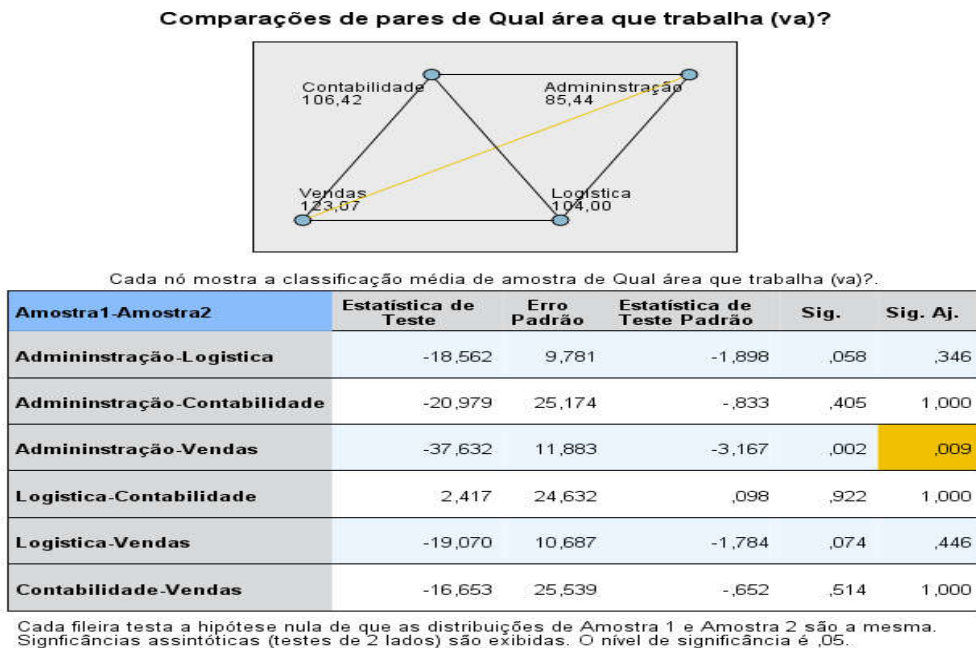 Comparações de pares de Qual área que trabalha (va)?
Contabilidade
106,42
Admininstração
85,44
Vendas
123,07
Logistica
104,00
Cada nó mostra a classificação média de amostra de Qual área que trabalha (va)?.
Amostra1-Amostra2 Estatística de Teste Erro Padrão Estatística de Teste Padrão Sig. Sig. Aj.
Admininstração-Logistica -18,562 9,781 -1,898 ,058 ,346
Admininstração-Contabilidade -20,979 25,174 -,833 ,405 1,000
Admininstração-Vendas -37,632 11,883 -3,167 ,002 ,009
Logistica-Contabilidade 2,417 24,632 ,098 ,922 1,000
Logistica-Vendas -19,070 10,687 -1,784 ,074 ,446
Contabilidade-Vendas -16,653 25,539 -,652 ,514 1,000
Cada fileira testa a hipótese nula de que as distribuições de Amostra 1 e Amostra 2 são a mesma.
Signficâncias assintóticas (testes de 2 lados) são exibidas. O nível de significância é ,05.